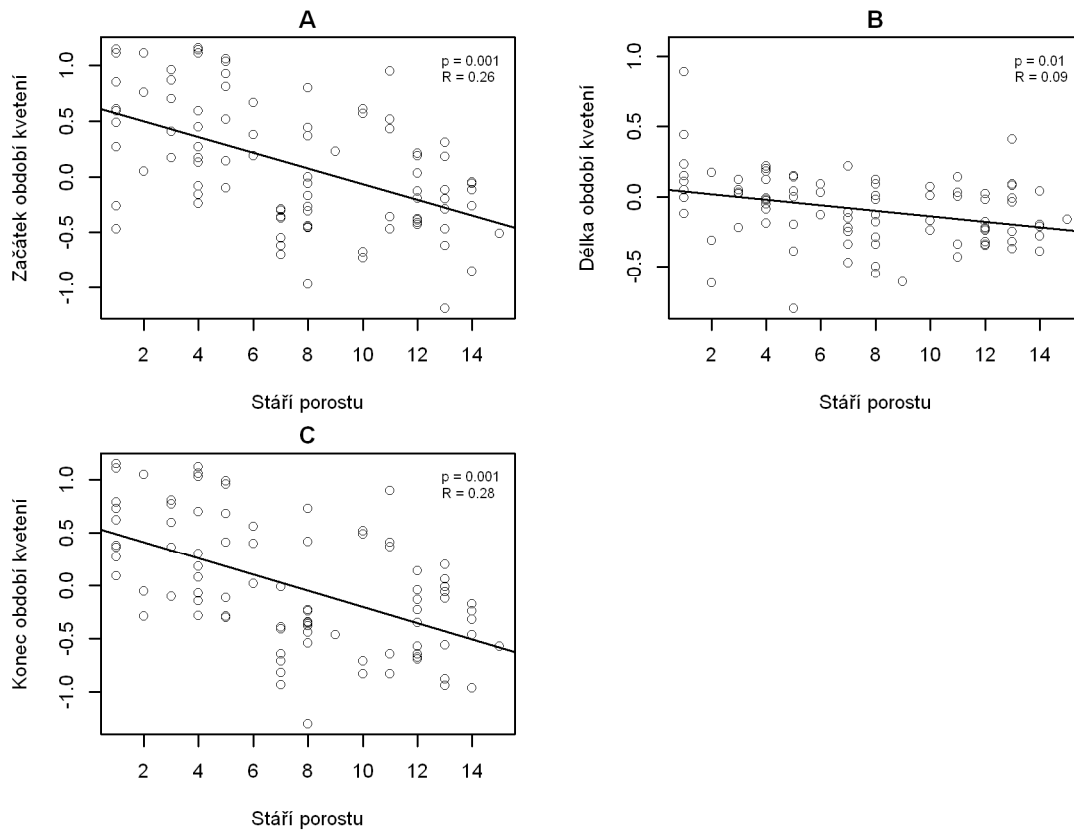 A
p = 0.001
R = 0.26
Začátek období kvetení
1.0
0.5
0.0
-0.5
-1.0
2 4 6 8 10 12 14
Stáří porostu
B
p = 0.01
R = 0.09
Délka období kvetení
1.0
0.5
0.0
-0.5
2 4 6 8 10 12 14
Stáří porostu
C
p = 0.001
R = 0.28
Konec období kvetení
1.0
0.5
0.0
-0.5
-1.0
2 4 6 8 10 12 14
Stáří porostu